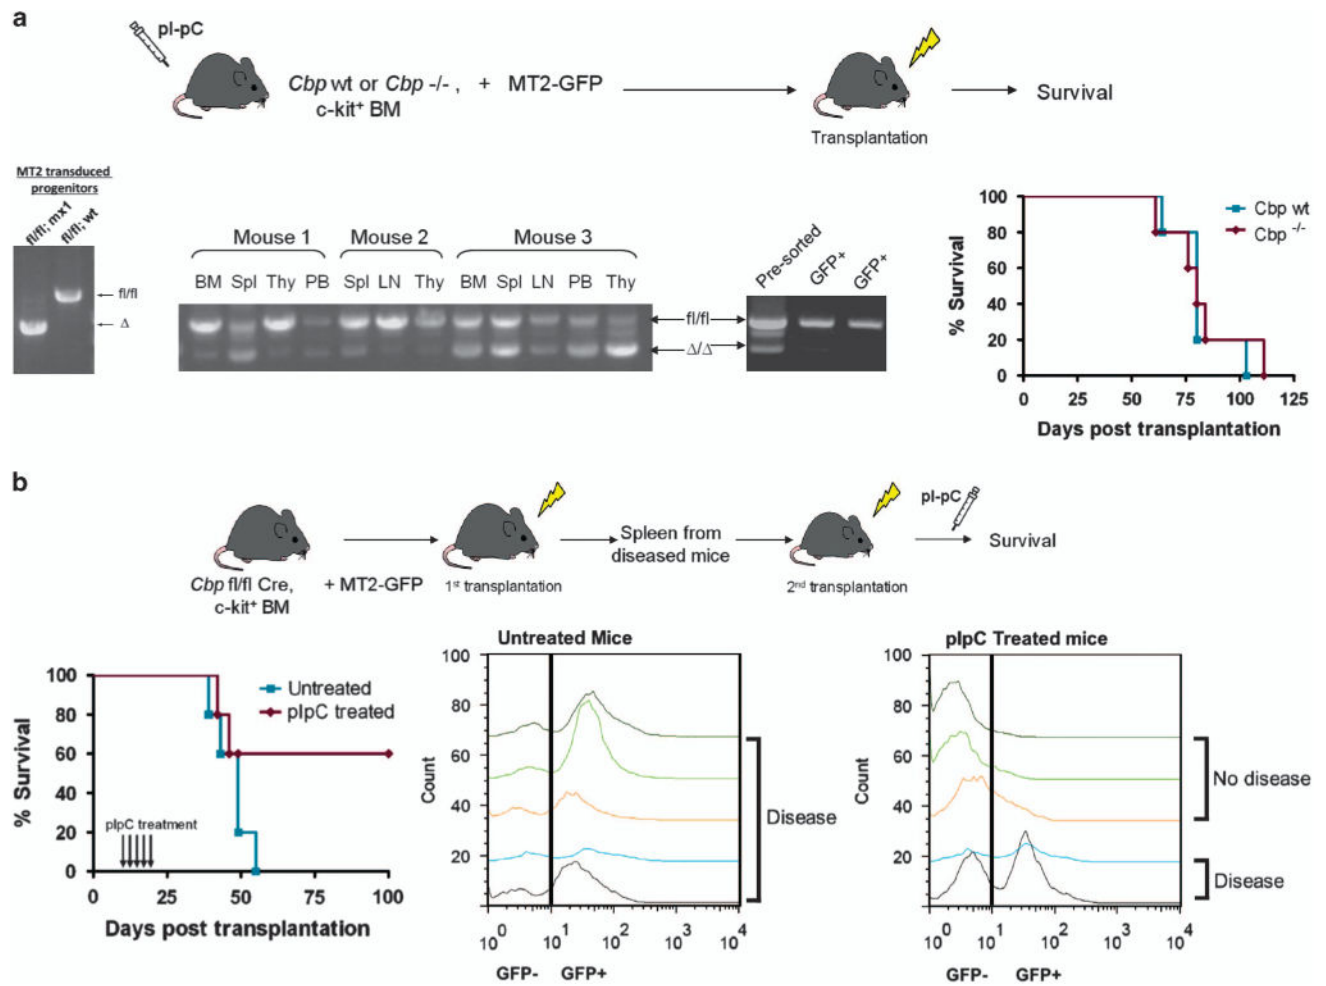 a
pI-pC
Cbp wt or Cbp -/- , + MT2-GFP
c-kit+ BM
Transplantation
Survival
MT2 transduced
progenitors
fl/fl; mx1
fl/fl; wt
fl/fl
Δ
Mouse 1 Mouse 2 Mouse 3
BM Spl Thy PB Spl LN Thy BM Spl LN PB Thy
fl/fl
Δ/Δ
Pre-sorted
GFP+
GFP+
% Survival
100
80
60
40
20
0
0 25 50 75 100 125
Days post transplantation
Cbp wt
Cbp -/-
b
Cbp fl/fl Cre, + MT2-GFP
c-kit+ BM
1st transplantation
Spleen from
diseased mice
2nd transplantation
pI-pC
Survival
% Survival
100
80
60
40
20
0
Untreated
pIpC treated
pIpC treatment
0 25 50 75 100
Days post transplantation
Untreated Mice
Count
100
80
60
40
20
10^0 10^1 10^2 10^3 10^4
GFP- GFP+
Disease
pIpC Treated mice
Count
100
80
60
40
20
10^0 10^1 10^2 10^3 10^4
GFP- GFP+
No disease
Disease